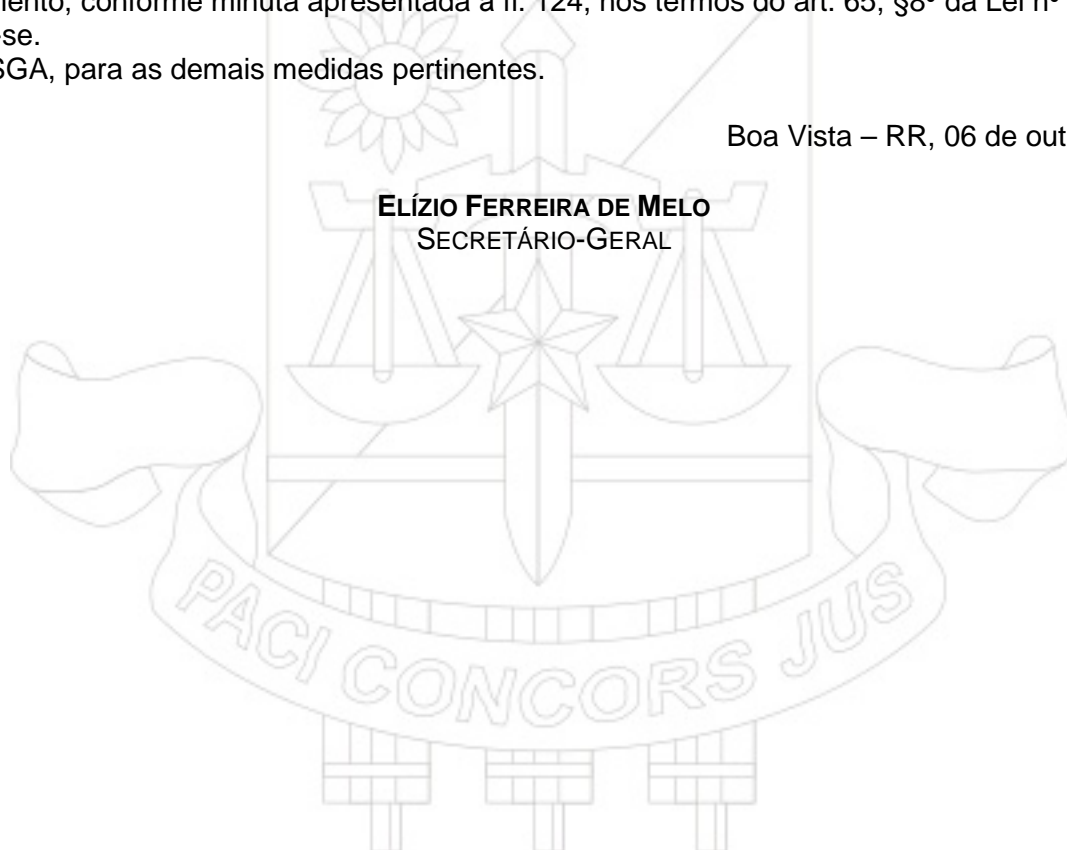 mento, conforme minuta apresentada à fl. 124, nos termos do art. 65, §8º da Lei nº
se.
SGA, para as demais medidas pertinentes.
Boa Vista – RR, 06 de out
ELÍZIO FERREIRA DE MELO
SECRETÁRIO-GERAL
PACI CONCORS JUS